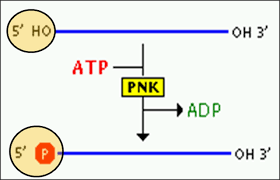 5' HO OH 3'
ATP
PNK
ADP
5' P OH 3'